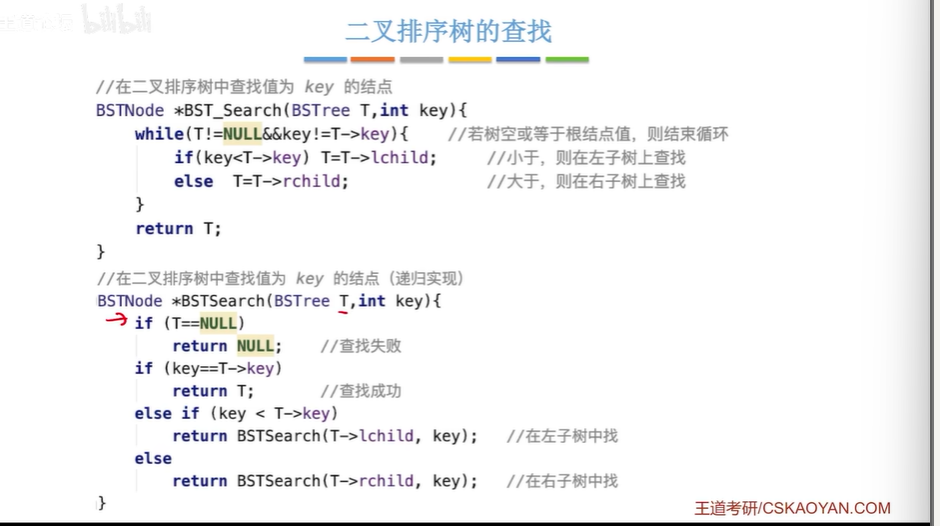 bilibili
二叉排序树的查找
//在二叉排序树中查找值为 key 的结点
BSTNode *BST_Search(BSTree T,int key){
while(T!=NULL&&key!=T->key){ //若树空或等于根结点值，则结束循环
if(key<T->key) T=T->lchild; //小于，则在左子树上查找
else T=T->rchild; //大于，则在右子树上查找
}
return T;
}
//在二叉排序树中查找值为 key 的结点（递归实现）
BSTNode *BSTSearch(BSTree T,int key){
if (T==NULL)
return NULL; //查找失败
if (key==T->key)
return T; //查找成功
else if (key < T->key)
return BSTSearch(T->lchild, key); //在左子树中找
else
return BSTSearch(T->rchild, key); //在右子树中找
}
王道考研/CSKAOYAN.COM